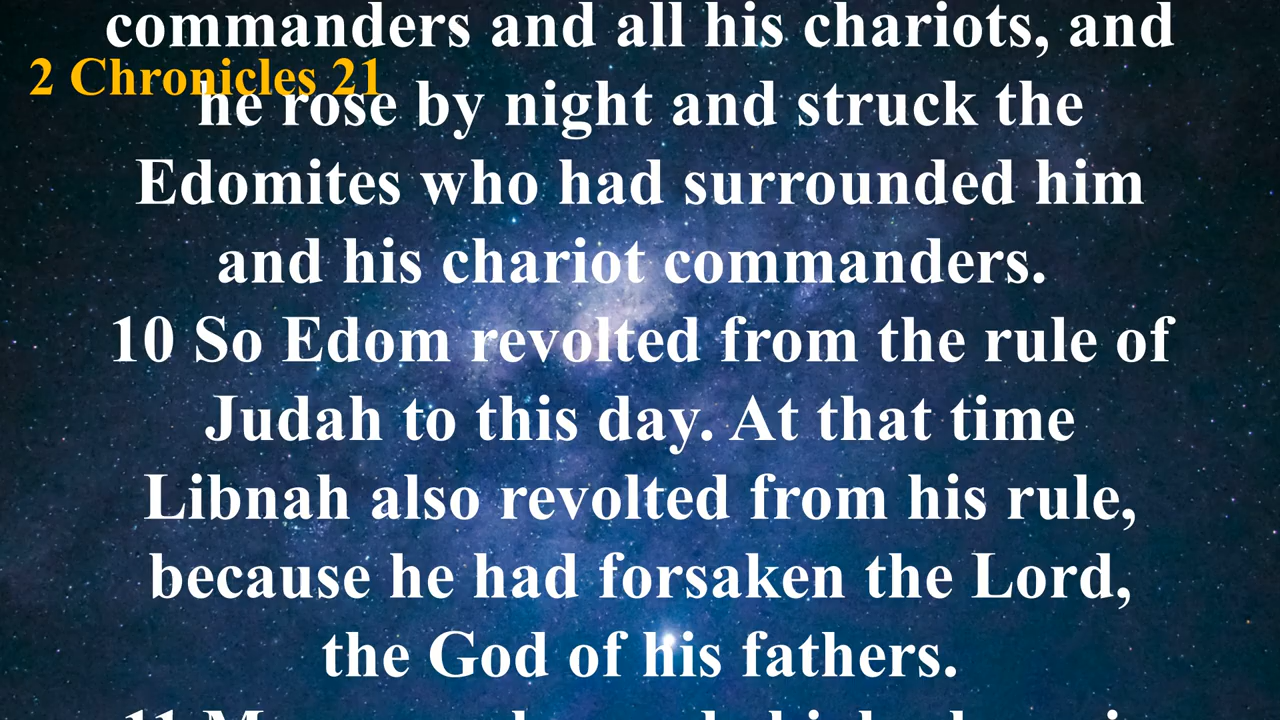 commanders and all his chariots, and
2 Chronicles 21
he rose by night and struck the
Edomites who had surrounded him
and his chariot commanders.
10 So Edom revolted from the rule of
Judah to this day. At that time
Libnah also revolted from his rule,
because he had forsaken the Lord,
the God of his fathers.
11